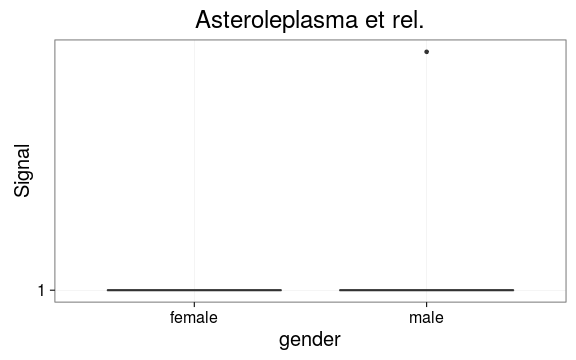 Asteroleplasma et rel.
Signal
1
female
male
gender